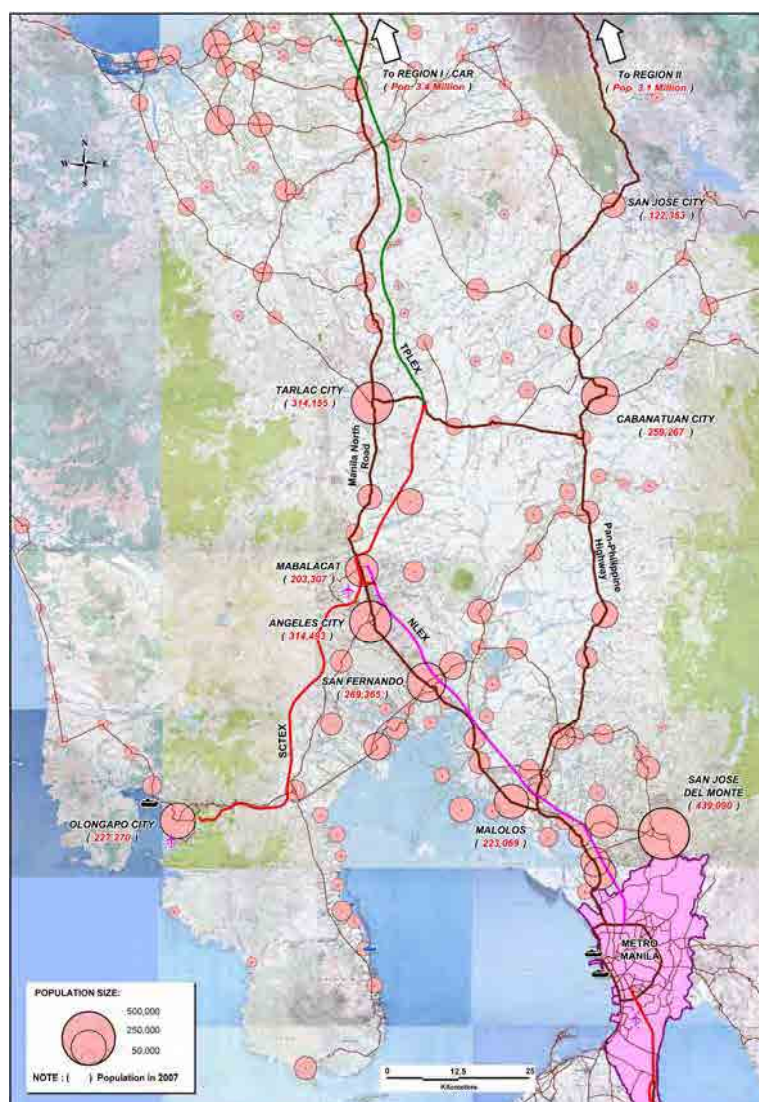 To REGION I / CAR
( Pop. 3.4 Million )
To REGION II
( Pop. 3.1 Million )
N
W E
S
SAN JOSE CITY
( 122,353 )
TPLEX
TARLAC CITY
( 314,155 )
CABANATUAN CITY
( 259,267 )
Manila North
Road
Pan-Philippine
Highway
MABALACAT
( 203,307 )
ANGELES CITY
( 314,493 )
NLEX
SAN FERNANDO
( 269,365 )
SCTEX
SAN JOSE
DEL MONTE
( 439,090 )
OLONGAPO CITY
( 227,270 )
MALOLOS
( 223,069 )
METRO
MANILA
POPULATION SIZE:
500,000
250,000
50,000
NOTE : ( ) Population in 2007
0 12.5 25
Kilometers